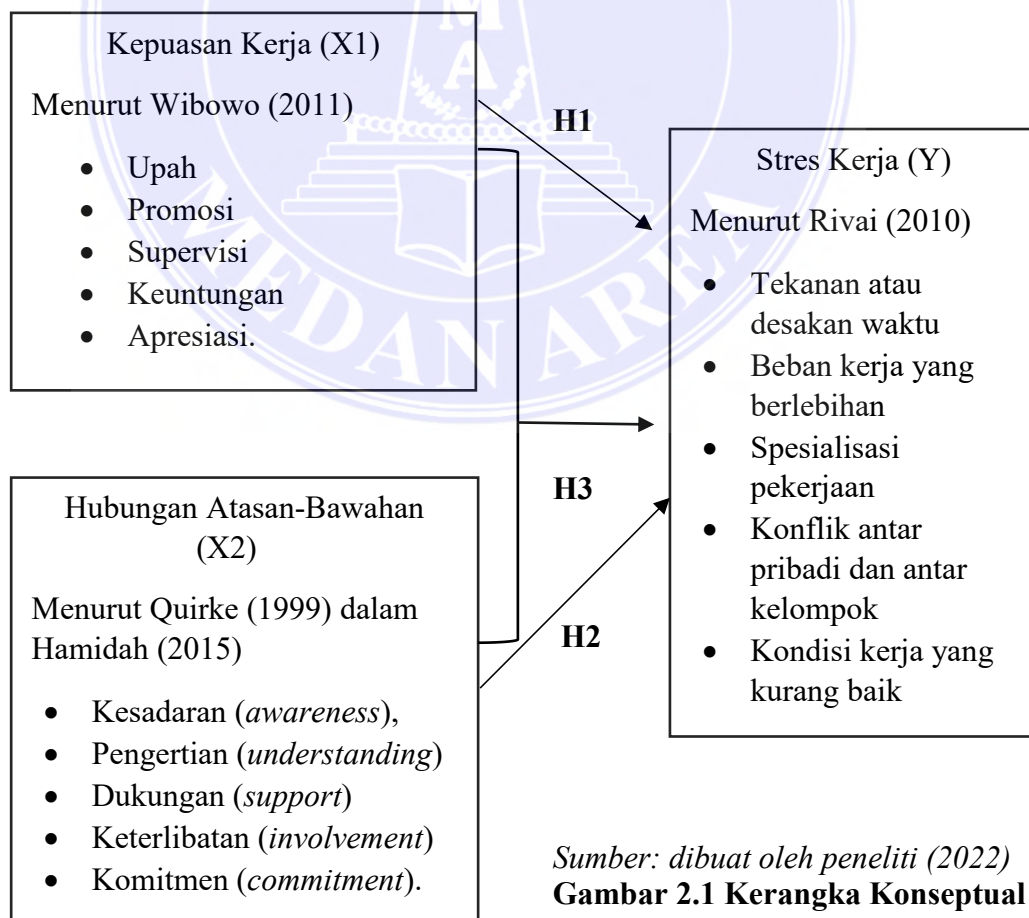 Kepuasan Kerja (X1)
Menurut Wibowo (2011)
• Upah
• Promosi
• Supervisi
• Keuntungan
• Apresiasi.
H1
Stres Kerja (Y)
Menurut Rivai (2010)
• Tekanan atau
desakan waktu
• Beban kerja yang
berlebihan
• Spesialisasi
pekerjaan
• Konflik antar
pribadi dan antar
kelompok
• Kondisi kerja yang
kurang baik
H3
H2
Hubungan Atasan-Bawahan
(X2)
Menurut Quirke (1999) dalam
Hamidah (2015)
• Kesadaran (awareness),
• Pengertian (understanding)
• Dukungan (support)
• Keterlibatan (involvement)
• Komitmen (commitment).
Sumber: dibuat oleh peneliti (2022)
Gambar 2.1 Kerangka Konseptual
M
A
MEDAN AREA